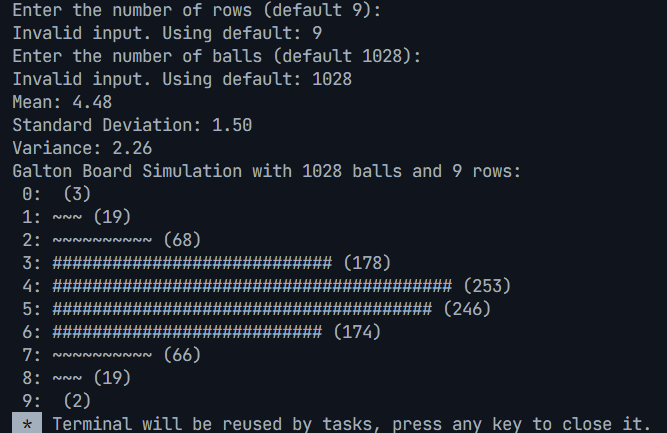 Enter the number of rows (default 9):
Invalid input. Using default: 9
Enter the number of balls (default 1028):
Invalid input. Using default: 1028
Mean: 4.48
Standard Deviation: 1.50
Variance: 2.26
Galton Board Simulation with 1028 balls and 9 rows:
 0:  (3)
 1: ~~~ (19)
 2: ~~~~~~~~~~ (68)
 3: ############################ (178)
 4: ######################################## (253)
 5: ###################################### (246)
 6: ########################### (174)
 7: ~~~~~~~~~~ (66)
 8: ~~~ (19)
 9:  (2)
 *  Terminal will be reused by tasks, press any key to close it.